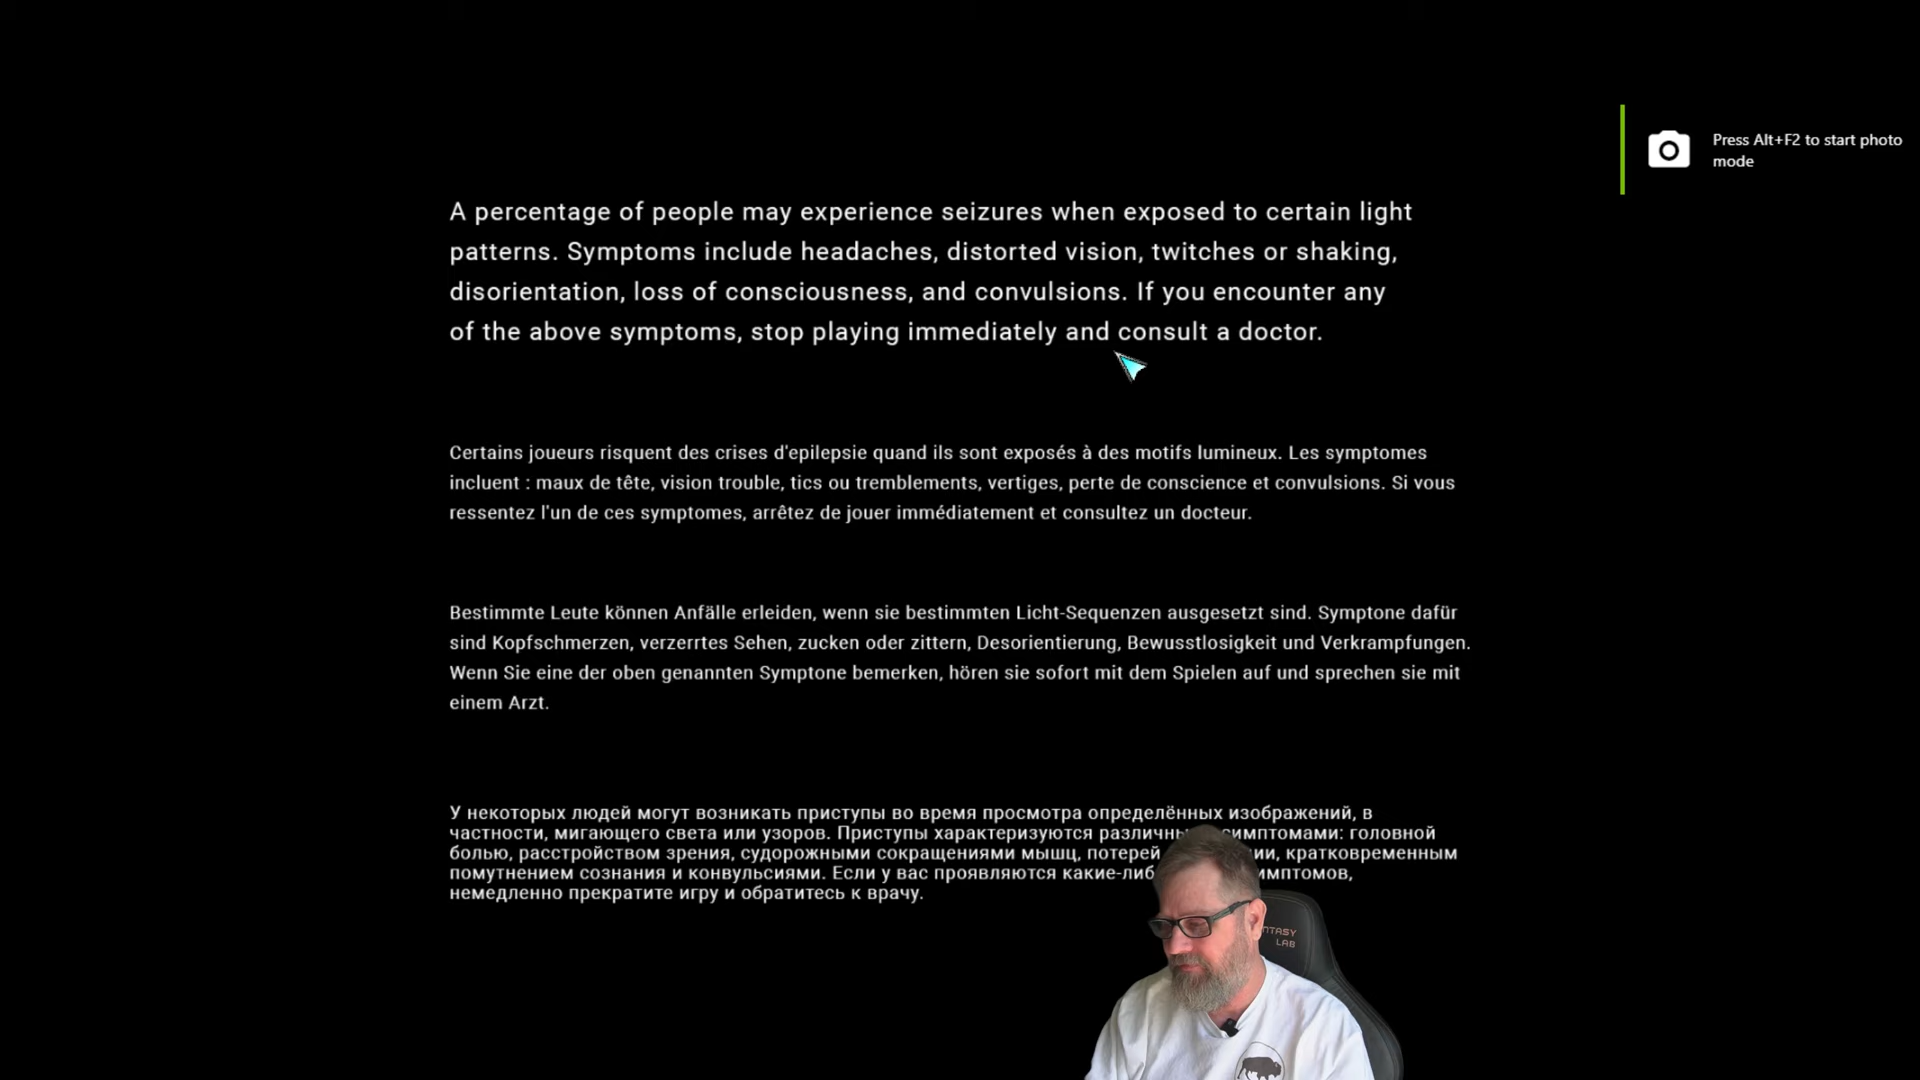 Press Alt+F2 to start photo
mode
A percentage of people may experience seizures when exposed to certain light
patterns. Symptoms include headaches, distorted vision, twitches or shaking,
disorientation, loss of consciousness, and convulsions. If you encounter any
of the above symptoms, stop playing immediately and consult a doctor.
Certains joueurs risquent des crises d'epilepsie quand ils sont exposés à des motifs lumineux. Les symptomes
incluent : maux de tête, vision trouble, tics ou tremblements, vertiges, perte de conscience et convulsions. Si vous
ressentez l'un de ces symptomes, arrêtez de jouer immédiatement et consultez un docteur.
Bestimmte Leute können Anfälle erleiden, wenn sie bestimmten Licht-Sequenzen ausgesetzt sind. Symptone dafür
sind Kopfschmerzen, verzerrtes Sehen, zucken oder zittern, Desorientierung, Bewusstlosigkeit und Verkrampfungen.
Wenn Sie eine der oben genannten Symptone bemerken, hören sie sofort mit dem Spielen auf und sprechen sie mit
einem Arzt.
У некоторых людей могут возникать приступы во время просмотра определённых изображений, в
частности, мигающего света или узоров. Приступы характеризуются симптомами: головной
болью, расстройством зрения, судорожными сокращениями мышц, потерей кратковременным
помутнением сознания и конвульсиями. Если у вас проявляются
немедленно прекратите игру и обратитесь к врачу.
LAB